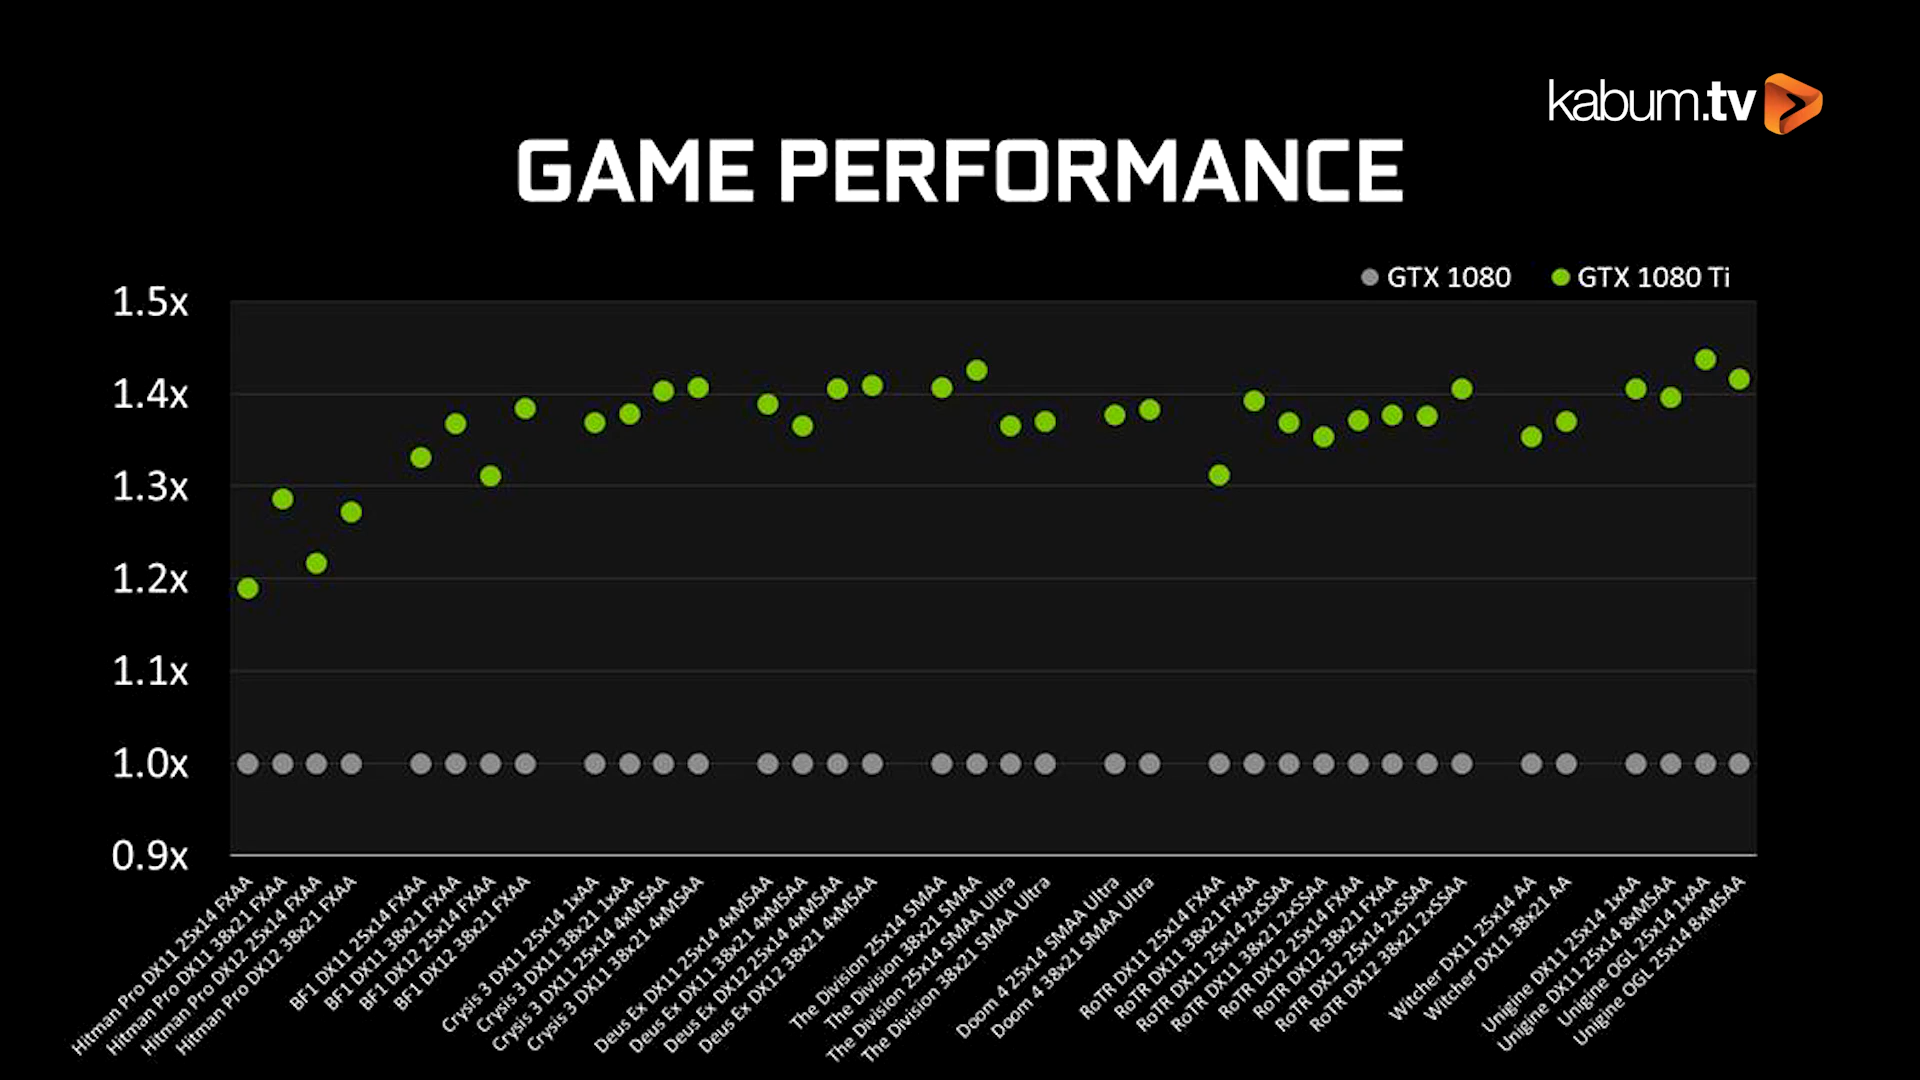 kabum.tv
GAME PERFORMANCE
GTX 1080
GTX 1080 Ti
1.5x
1.4x
1.3x
1.2x
1.1x
1.0x
0.9x
Hitman Pro DX11 25x14 FXAA
Hitman Pro DX11 38x21 FXAA
Hitman Pro DX12 25x14 FXAA
Hitman Pro DX12 38x21 FXAA
BF1 DX11 25x14 FXAA
BF1 DX11 38x21 FXAA
BF1 DX12 25x14 FXAA
BF1 DX12 38x21 FXAA
Crysis 3 DX11 25x14 1xAA
Crysis 3 DX11 38x21 1xAA
Crysis 3 DX11 25x14 4xMSAA
Crysis 3 DX11 38x21 4xMSAA
Deus Ex DX11 25x14 4xMSAA
Deus Ex DX11 38x21 4xMSAA
Deus Ex DX12 25x14 4xMSAA
Deus Ex DX12 38x21 4xMSAA
The Division 25x14 SMAA
The Division 38x21 SMAA
The Division 25x14 SMAA Ultra
The Division 38x21 SMAA Ultra
Doom 4 25x14 SMAA Ultra
Doom 4 38x21 SMAA Ultra
RoTR DX11 25x14 FXAA
RoTR DX11 38x21 FXAA
RoTR DX11 25x14 2xSSAA
RoTR DX11 38x21 2xSSAA
RoTR DX12 25x14 FXAA
RoTR DX12 38x21 FXAA
RoTR DX12 25x14 2xSSAA
RoTR DX12 38x21 2xSSAA
Witcher DX11 25x14 AA
Witcher DX11 38x21 AA
Unigine DX11 25x14 1xAA
Unigine DX11 25x14 8xMSAA
Unigine OGL 25x14 1xAA
Unigine OGL 25x14 8xMSAA